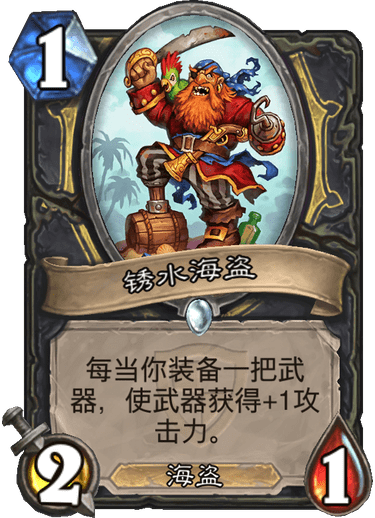 1
锈水海盗
每当你装备一把武
器，使武器获得+1攻
击力。
2
海盗
1